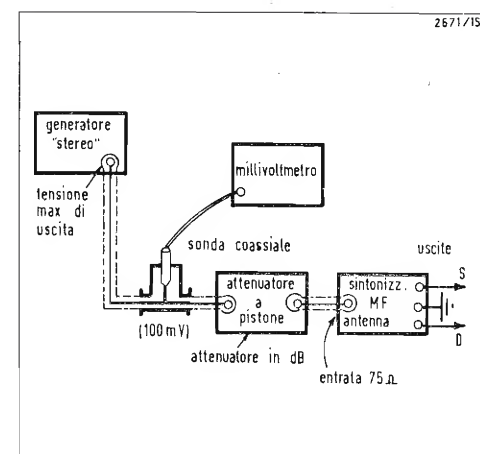 2671/15
generatore
"stereo"
tensione
max di
uscita
millivoltmetro
sonda coassiale
uscite
(100 mV)
attenuatore
a
pistone
attenuatore in dB
sintonizz.
MF
antenna
S
D
entrata 75Ω